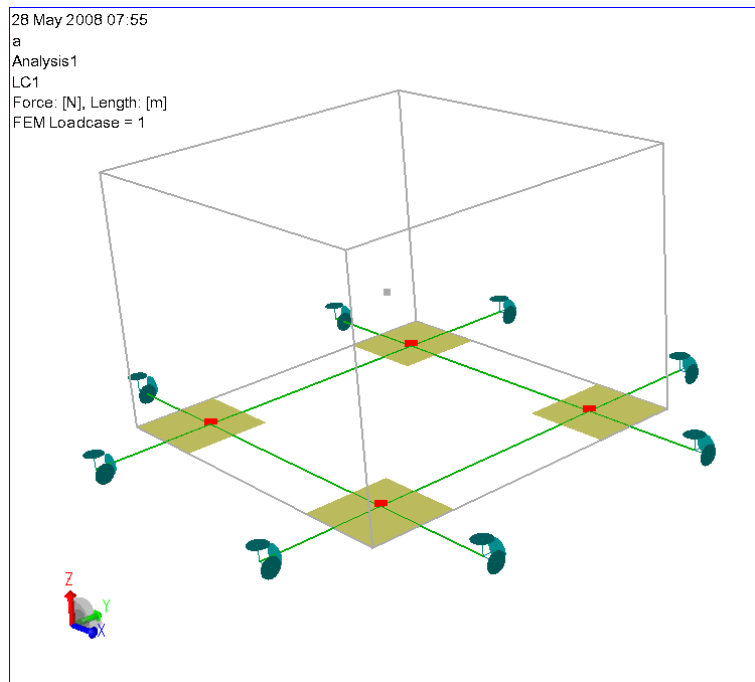 28 May 2008 07:55
a
Analysis1
LC1
Force: [N], Length: [m]
FEM Loadcase = 1
Z
Y
X